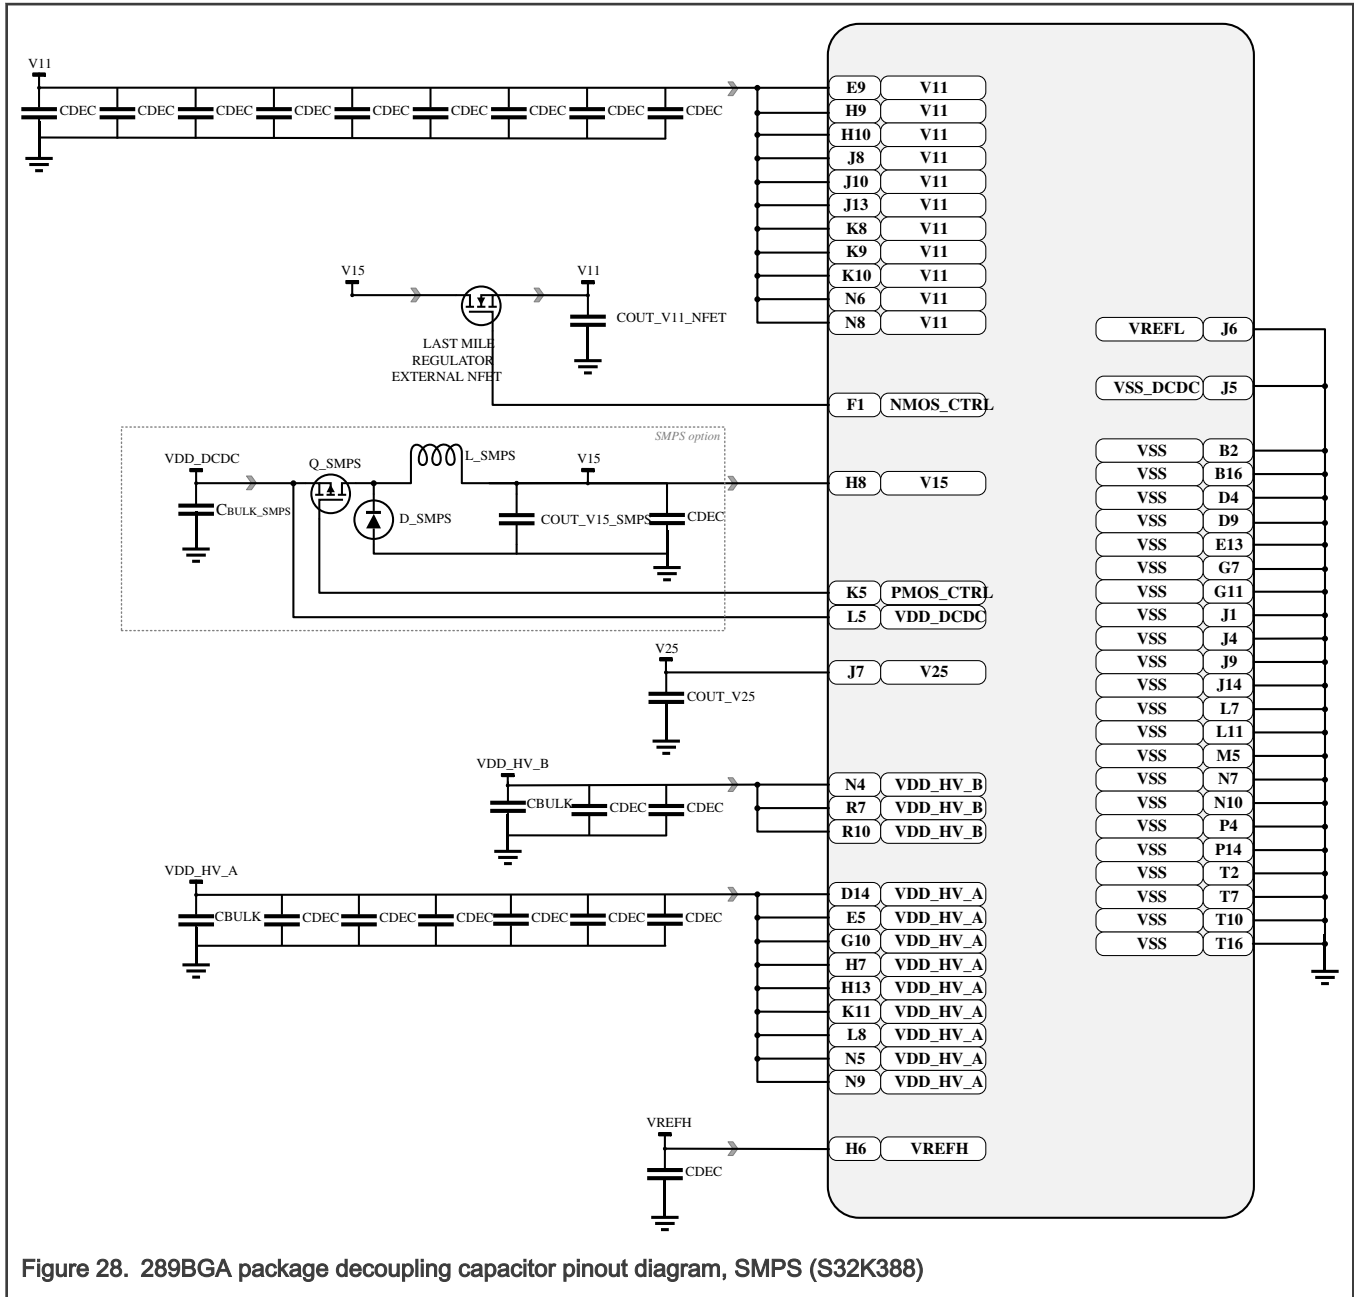 V11
CDEC CDEC CDEC CDEC CDEC CDEC CDEC CDEC CDEC
E9 V11
H9 V11
H10 V11
J8 V11
J10 V11
J13 V11
K8 V11
K9 V11
K10 V11
N6 V11
N8 V11
V15
V11
COUT_V11_NFET
LAST MILE
REGULATOR
EXTERNAL NFET
F1 NMOS_CTRL
SMPS option
VDD_DCDC
Q_SMPS
L_SMPS
V15
CBULK_SMPS
D_SMPS
COUT_V15_SMPS
CDEC
H8 V15
K5 PMOS_CTRL
L5 VDD_DCDC
V25
COUT_V25
J7 V25
VDD_HV_B
CBULK CDEC CDEC
N4 VDD_HV_B
R7 VDD_HV_B
R10 VDD_HV_B
VDD_HV_A
CBULK CDEC CDEC CDEC CDEC CDEC CDEC
D14 VDD_HV_A
E5 VDD_HV_A
G10 VDD_HV_A
H7 VDD_HV_A
H13 VDD_HV_A
K11 VDD_HV_A
L8 VDD_HV_A
N5 VDD_HV_A
N9 VDD_HV_A
VREFH
CDEC
H6 VREFH
VREFL J6
VSS_DCDC J5
VSS B2
VSS B16
VSS D4
VSS D9
VSS E13
VSS G7
VSS G11
VSS J1
VSS J4
VSS J9
VSS J14
VSS L7
VSS L11
VSS M5
VSS N7
VSS N10
VSS P4
VSS P14
VSS T2
VSS T7
VSS T10
VSS T16
Figure 28. 289BGA package decoupling capacitor pinout diagram, SMPS (S32K388)